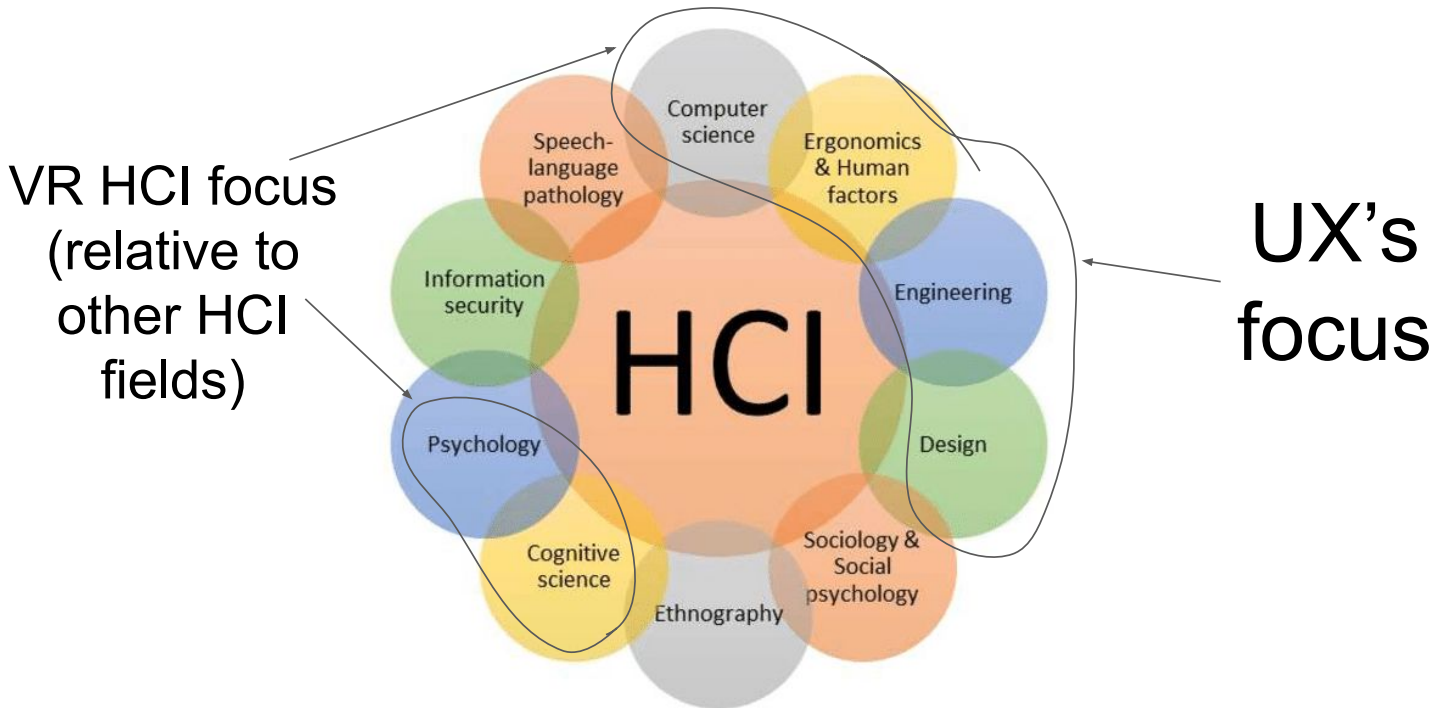 VR HCI focus
(relative to
other HCI
fields)
Computer
science
Ergonomics
& Human
factors
Engineering
Design
Sociology &
Social
psychology
Ethnography
Cognitive
science
Psychology
Information
security
Speech-
language
pathology
HCI
UX’s
focus